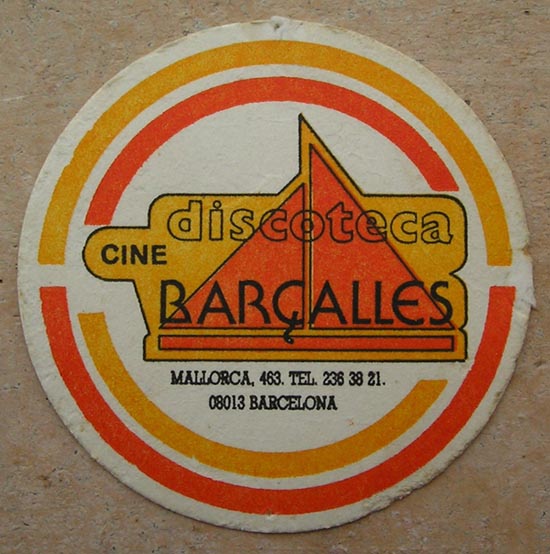 discoteca
CINE
BARÇALLES
MALLORCA, 463. TEL. 236 38 21.
08013 BARCELONA